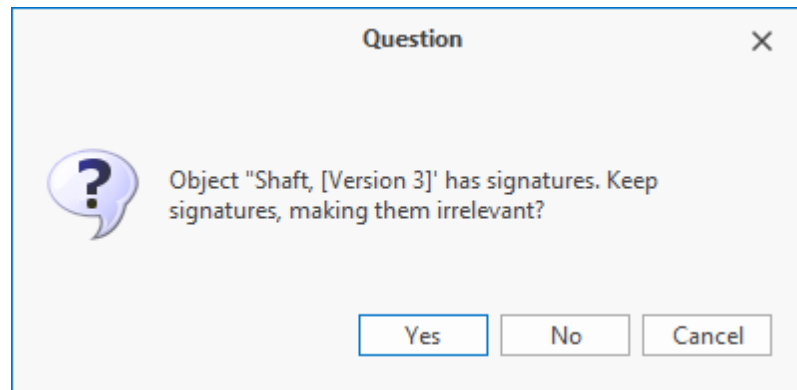 Question
Object "Shaft, [Version 3]' has signatures. Keep
signatures, making them irrelevant?
Yes
No
Cancel